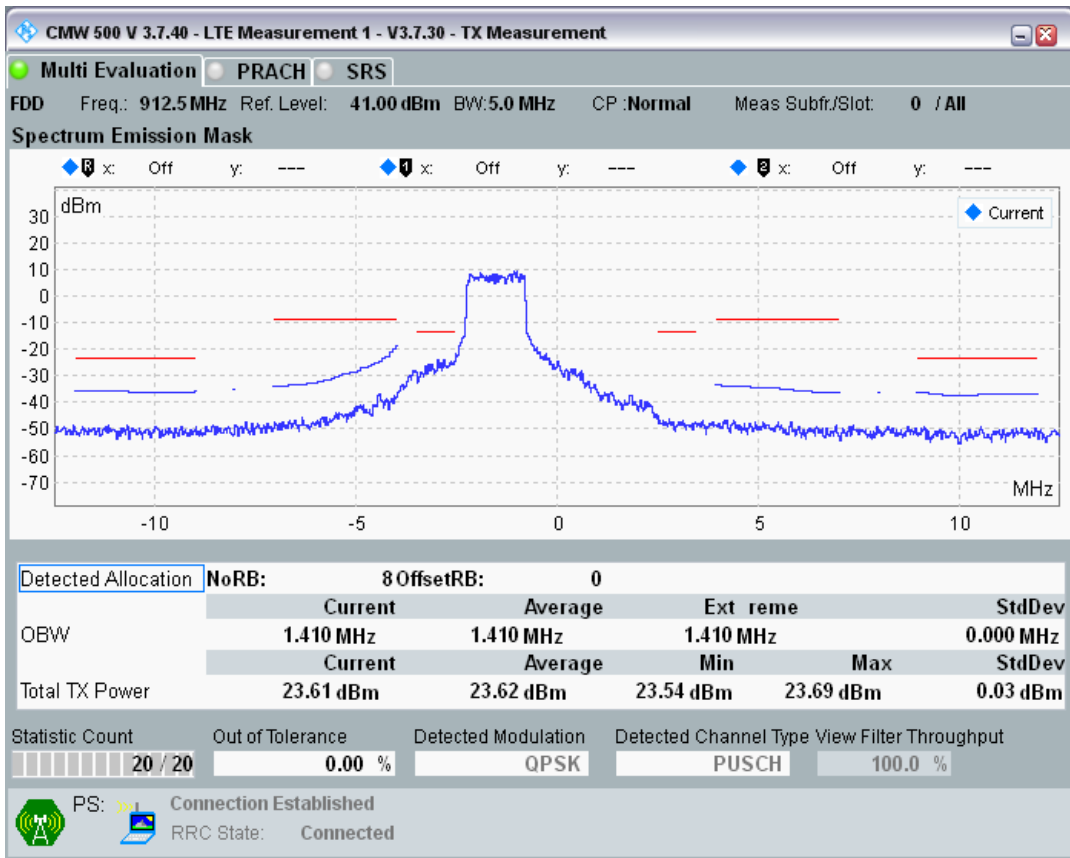 CMW 500 V 3.7.40 - LTE Measurement 1 - V3.7.30 - TX Measurement
Multi Evaluation PRACH SRS
FDD Freq.: 912.5 MHz Ref. Level: 41.00 dBm BW:5.0 MHz CP :Normal Meas Subfr./Slot: 0 / All
Spectrum Emission Mask
R x: Off y: --- 1 x: Off y: --- 2 x: Off y: ---
dBm
Current
30
20
10
0
-10
-20
-30
-40
-50
-60
-70
MHz
-10 -5 0 5 10
Detected Allocation NoRB: 8 OffsetRB: 0
Current Average Ext reme StdDev
OBW 1.410 MHz 1.410 MHz 1.410 MHz 0.000 MHz
Current Average Min Max StdDev
Total TX Power 23.61 dBm 23.62 dBm 23.54 dBm 23.69 dBm 0.03 dBm
Statistic Count Out of Tolerance Detected Modulation Detected Channel Type View Filter Throughput
20 / 20 0.00 % QPSK PUSCH 100.0 %
PS: Connection Established
RRC State: Connected